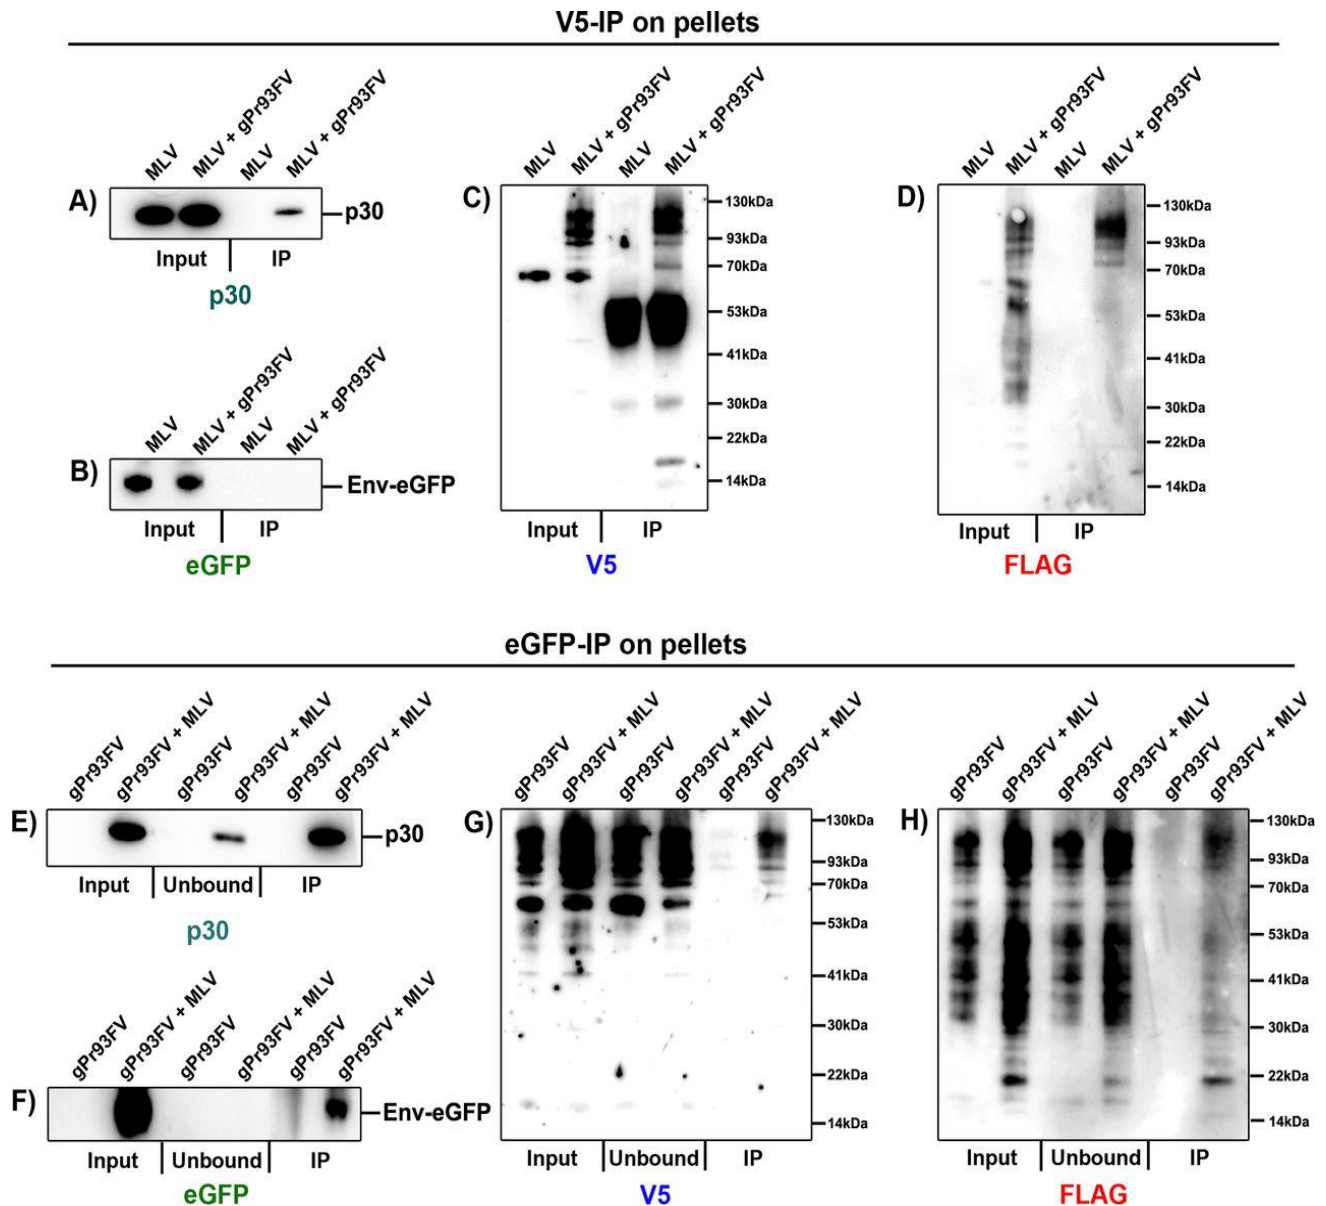 V5-IP on pellets
A)
MLV
MLV + gPr93FV
MLV
MLV + gPr93FV
p30
Input
IP
p30
B)
MLV
MLV + gPr93FV
MLV
MLV + gPr93FV
Env-eGFP
Input
IP
eGFP
C)
MLV
MLV + gPr93FV
MLV
MLV + gPr93FV
130kDa
93kDa
70kDa
53kDa
41kDa
30kDa
22kDa
14kDa
Input
IP
V5
D)
MLV
MLV + gPr93FV
MLV
MLV + gPr93FV
130kDa
93kDa
70kDa
53kDa
41kDa
30kDa
22kDa
14kDa
Input
IP
FLAG
eGFP-IP on pellets
E)
gPr93FV
gPr93FV + MLV
gPr93FV
gPr93FV + MLV
gPr93FV
gPr93FV + MLV
p30
Input
Unbound
IP
p30
F)
gPr93FV
gPr93FV + MLV
gPr93FV
gPr93FV + MLV
gPr93FV
gPr93FV + MLV
Env-eGFP
Input
Unbound
IP
eGFP
G)
gPr93FV
gPr93FV + MLV
gPr93FV
gPr93FV + MLV
gPr93FV
gPr93FV + MLV
130kDa
93kDa
70kDa
53kDa
41kDa
30kDa
22kDa
14kDa
Input
Unbound
IP
V5
H)
gPr93FV
gPr93FV + MLV
gPr93FV
gPr93FV + MLV
gPr93FV
gPr93FV + MLV
130kDa
93kDa
70kDa
53kDa
41kDa
30kDa
22kDa
14kDa
Input
Unbound
IP
FLAG